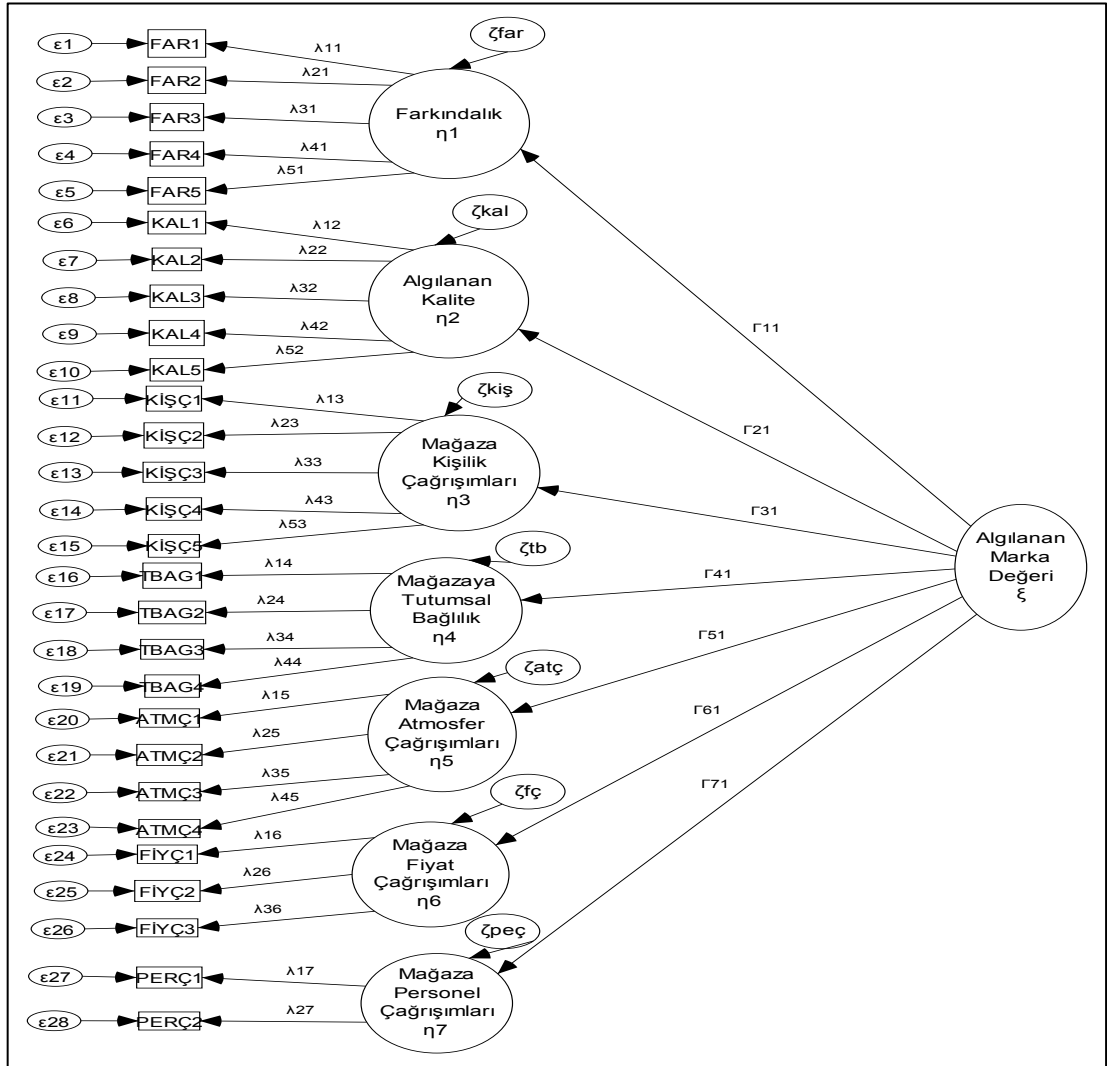 ζfar
ε1 FAR1 λ11
ε2 FAR2 λ21
ε3 FAR3 λ31
Farkındalık
η1
ε4 FAR4 λ41
ε5 FAR5 λ51
ζkal
ε6 KAL1 λ12
ε7 KAL2 λ22
ε8 KAL3 λ32
Algılanan
Kalite
η2
ε9 KAL4 λ42
ε10 KAL5 λ52
Γ11
ζkiş
ε11 KİŞÇ1 λ13
ε12 KİŞÇ2 λ23
Γ21
ε13 KİŞÇ3 λ33
Mağaza
Kişilik
Çağrışımları
η3
ε14 KİŞÇ4 λ43
ε15 KİŞÇ5 λ53
Γ31
ζtb
ε16 TBAG1 λ14
ε17 TBAG2 λ24
Mağazaya
Tutumsal
Bağlılık
η4
Γ41
Algılanan
Marka
Değeri
ξ
ε18 TBAG3 λ34
ε19 TBAG4 λ44
Γ51
ζatç
ε20 ATMÇ1 λ15
ε21 ATMÇ2 λ25
Mağaza
Atmosfer
Çağrışımları
η5
Γ61
ε22 ATMÇ3 λ35
ε23 ATMÇ4 λ45
Γ71
ζfç
ε24 FİYÇ1 λ16
ε25 FİYÇ2 λ26
Mağaza
Fiyat
Çağrışımları
η6
ε26 FİYÇ3 λ36
ζpeç
ε27 PERÇ1 λ17
Mağaza
Personel
Çağrışımları
η7
ε28 PERÇ2 λ27